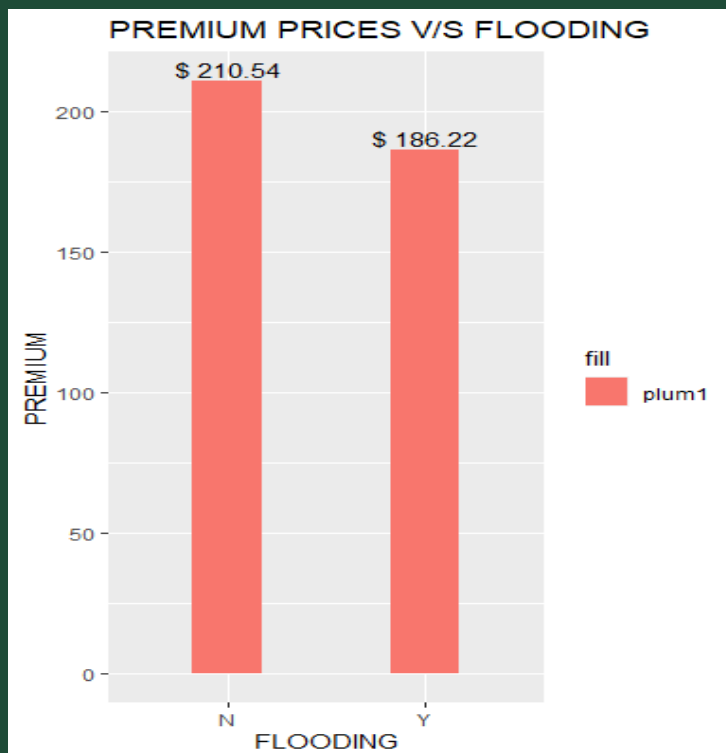 PREMIUM PRICES V/S FLOODING
$ 210.54
$ 186.22
200
150
100
50
0
PREMIUM
N
Y
FLOODING
fill
plum1